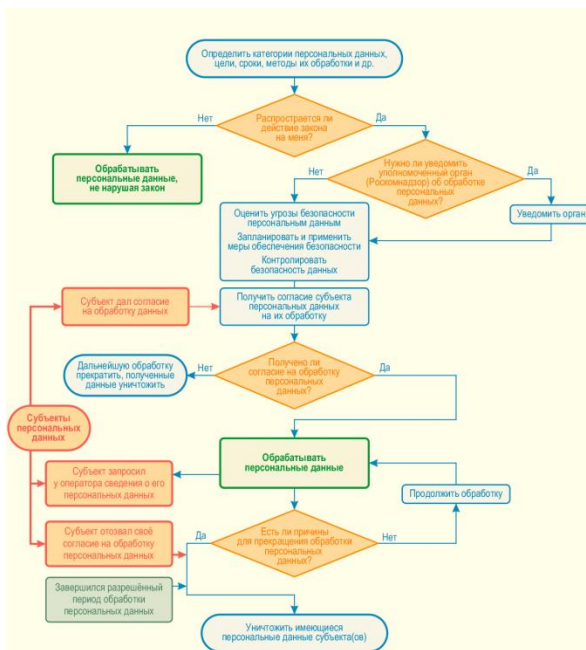 Определить категории персональных данных,
цели, сроки, методы их обработки и др.
Нет
Распростра­ется ли
действие закона
на меня?
Да
Обрабатывать
персональные данные,
не нарушая закон
Нет
Нужно ли уведомить
уполномоченный орган
(Роскомнадзор) об обработке
персональных
данных?
Да
Уведомить орган
Оценить угрозы безопасности
персональным данным
Запланировать и применить
меры обеспечения безопасности
Контролировать
безопасность данных
Субъект дал согласие
на обработку данных
Получить согласие субъекта
персональных данных
на их обработку
Дальнейшую обработку
прекратить, полученные
данные уничтожить
Нет
Получено ли
согласие на обработку
персональных
данных?
Да
Субъекты
персональных
данных
Обрабатывать
персональные данные
Субъект запросил
у оператора сведения о его
персональных данных
Продолжить обработку
Субъект отозвал своё
согласие на обработку
персональных данных
Да
Есть ли причины
для прекращения обработки
персональных
данных?
Нет
Завершился разрешённый
период обработки
персональных данных
Уничтожить имеющиеся
персональные данные субъекта(ов)